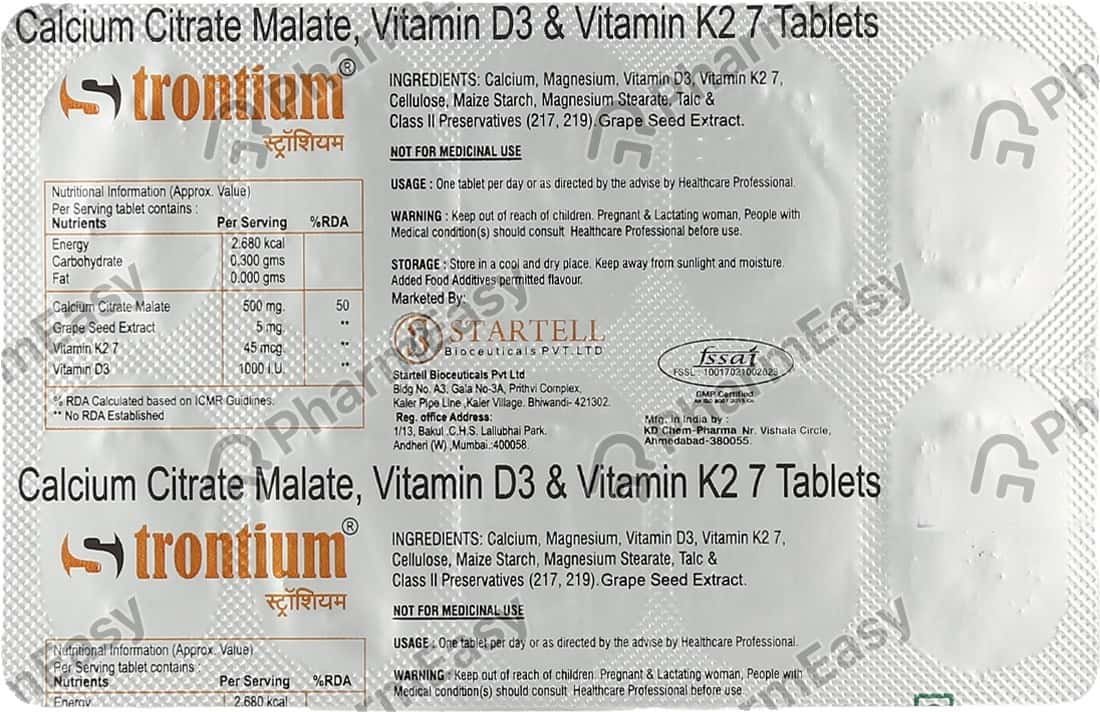 Calcium Citrate Malate, Vitamin D3 & Vitamin K2 7 Tablets
Strontium®
स्ट्रॉशियम
INGREDIENTS: Calcium, Magnesium, Vitamin D3, Vitamin K2 7,
Cellulose, Maize Starch, Magnesium Stearate, Talc &
Class II Preservatives (217, 219).Grape Seed Extract.
NOT FOR MEDICINAL USE
Nutritional Information (Approx. Value)
Per Serving tablet contains :
Nutrients Per Serving %RDA
Energy 2.680 kcal
Carbohydrate 0.300 gms
Fat 0.000 gms
Calcium Citrate Malate 500 mg. 50
Grape Seed Extract 5 mg. **
Vitamin K2 7 45 mcg. **
Vitamin D3 1000 I.U. **
% RDA Calculated based on ICMR Guidlines.
** No RDA Established
USAGE : One tablet per day or as directed by the advise by Healthcare Professional.
WARNING : Keep out of reach of children. Pregnant & Lactating woman, People with
Medical condition(s) should consult Healthcare Professional before use.
STORAGE : Store in a cool and dry place. Keep away from sunlight and moisture.
Added Food Additives permitted flavour.
Marketed By:
STARTELL
Bioceuticals PVT.LTD
Startell Bioceuticals Pvt Ltd
Bldg No. A3, Gala No-3A, Prithvi Complex,
Kaler Pipe Line ,Kaler Village. Bhiwandi- 421302.
Reg. office Address:
1/13, Bakul ,C.H.S. Lallubhai Park.
Andheri (W) ,Mumbai.:400058.
fssai
GMP Certified
Mfg. in India by :
KD Chem-Pharma Nr. Vishala Circle,
Ahmedabad-380055.
Calcium Citrate Malate, Vitamin D3 & Vitamin K2 7 Tablets
Strontium®
स्ट्रॉशियम
INGREDIENTS: Calcium, Magnesium, Vitamin D3, Vitamin K2 7,
Cellulose, Maize Starch, Magnesium Stearate, Talc &
Class II Preservatives (217, 219).Grape Seed Extract.
NOT FOR MEDICINAL USE
Nutritional Information (Approx. Value)
Per Serving tablet contains :
Nutrients Per Serving %RDA
Energy 2.680 kcal
USAGE : One tablet per day or as directed by the advise by Healthcare Professional.
WARNING : Keep out of reach of children. Pregnant & Lactating woman, People with
Medical condition(s) should consult Healthcare Professional before use.
PharmEasy